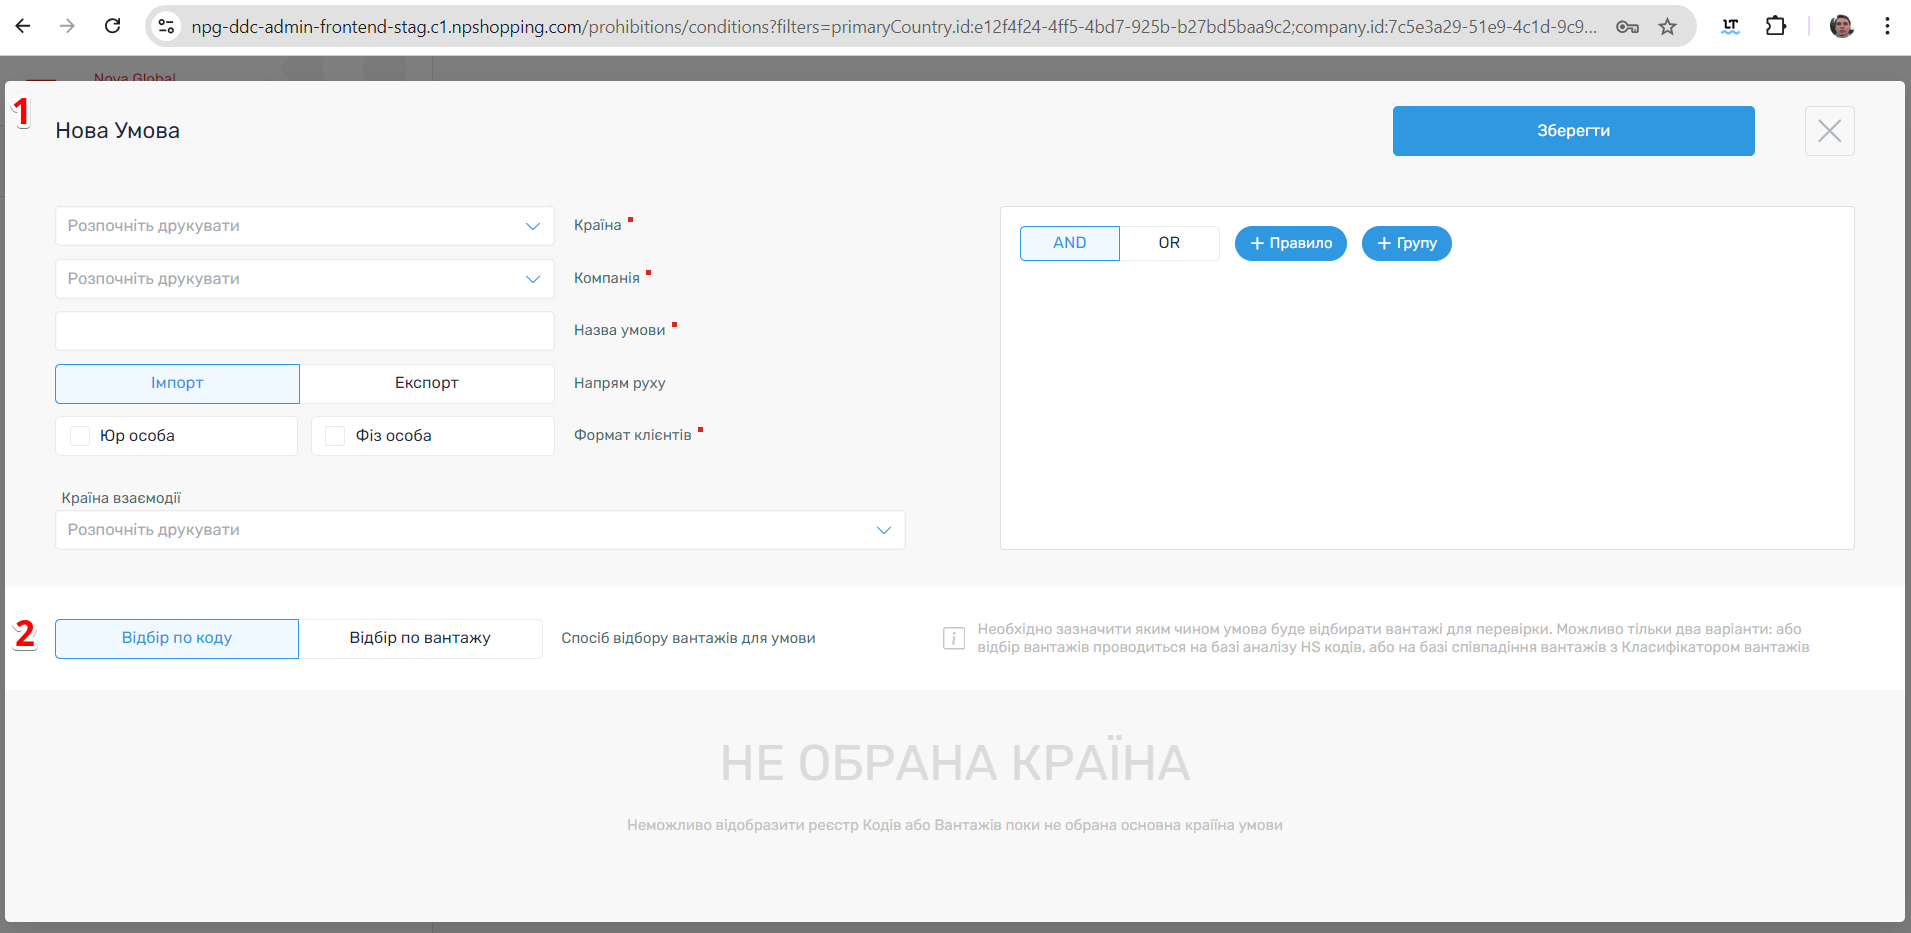 npg-ddc-admin-frontend-stag.c1.npshopping.com/prohibitions/conditions?filters=primaryCountry.id:e12f4f24-4ff5-4bd7-925b-b27bd5baa9c2;company.id:7c5e3a29-51e9-4c1d-9c9...
Nova Global
1
Нова Умова
Зберегти
Розпочніть друкувати
Країна
AND
OR
+ Правило
+ Групу
Розпочніть друкувати
Компанія
Назва умови
Імпорт
Експорт
Напрям руху
Юр особа
Фіз особа
Формат клієнтів
Країна взаємодії
Розпочніть друкувати
2
Відбір по коду
Відбір по вантажу
Спосіб відбору вантажів для умови
Необхідно зазначити яким чином умова буде відбирати вантажі для перевірки. Можливо тільки два варіанти: або
відбір вантажів проводиться на базі аналізу HS кодів, або на базі співпадіння вантажів з Класифікатором вантажів
НЕ ОБРАНА КРАЇНА
Неможливо відобразити реєстр Кодів або Вантажів поки не обрана основна країїна умови